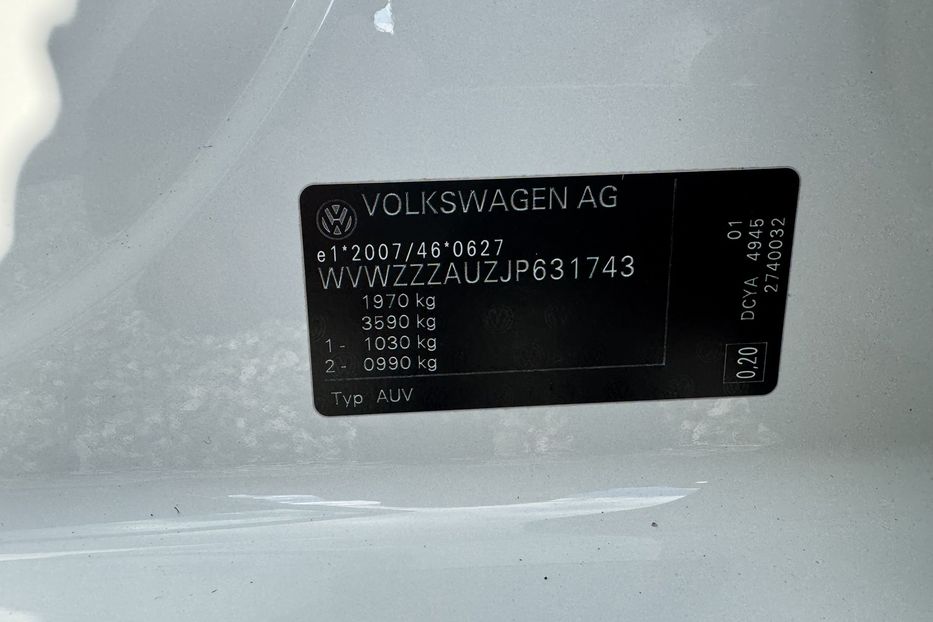 VOLKSWAGEN AG
e1*2007/46*0627
WVWZZZAUZJP631743
1970 kg
3590 kg
1 - 1030 kg
2 - 0990 kg
Typ AUV
01
DCYA 4945
2740032
0,20